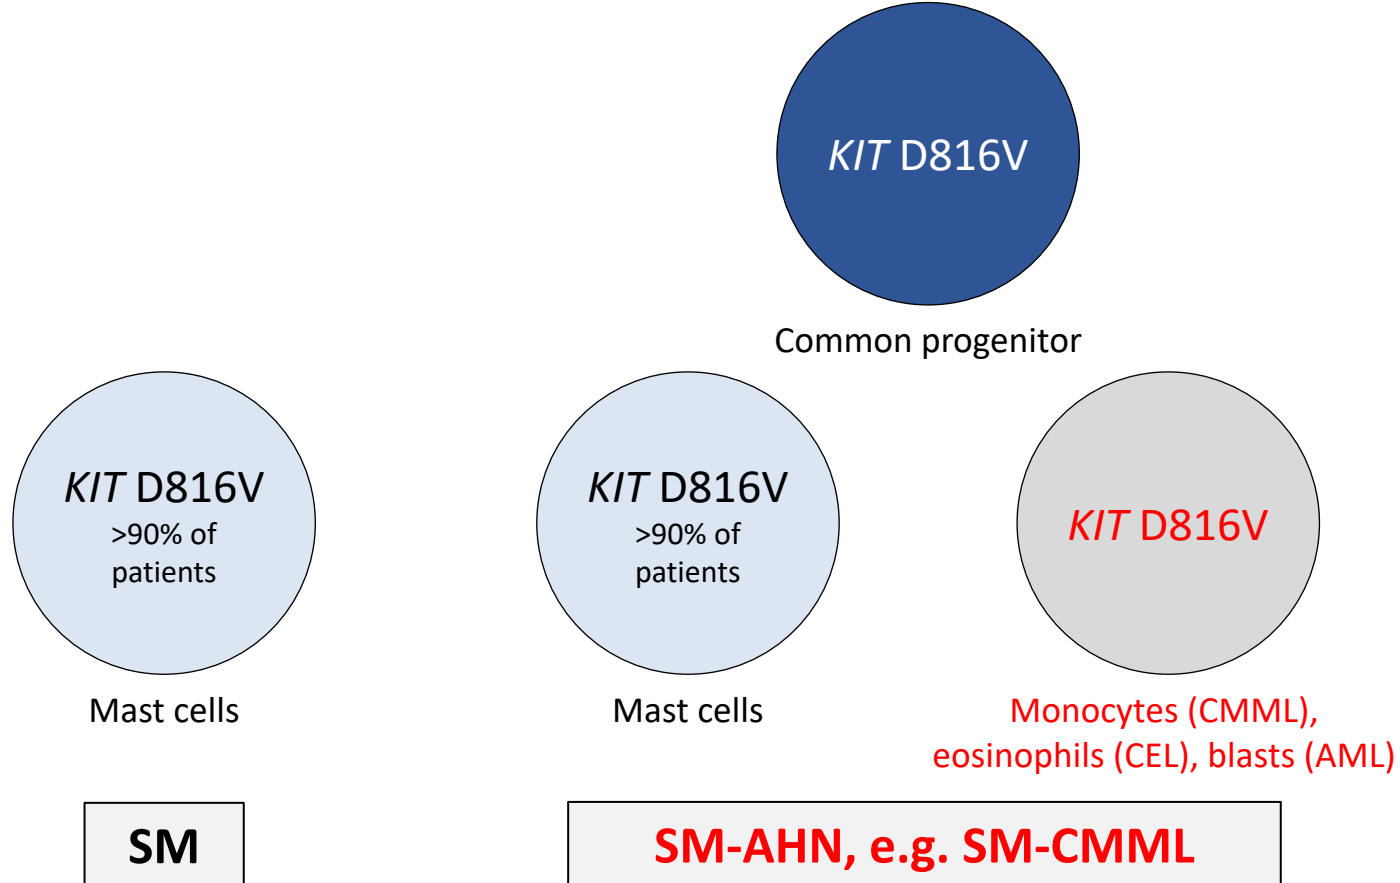 KIT D816V
Common progenitor
KIT D816V
>90% of
patients
Mast cells
KIT D816V
>90% of
patients
Mast cells
KIT D816V
Monocytes (CMML),
eosinophils (CEL), blasts (AML)
SM
SM-AHN, e.g. SM-CMML